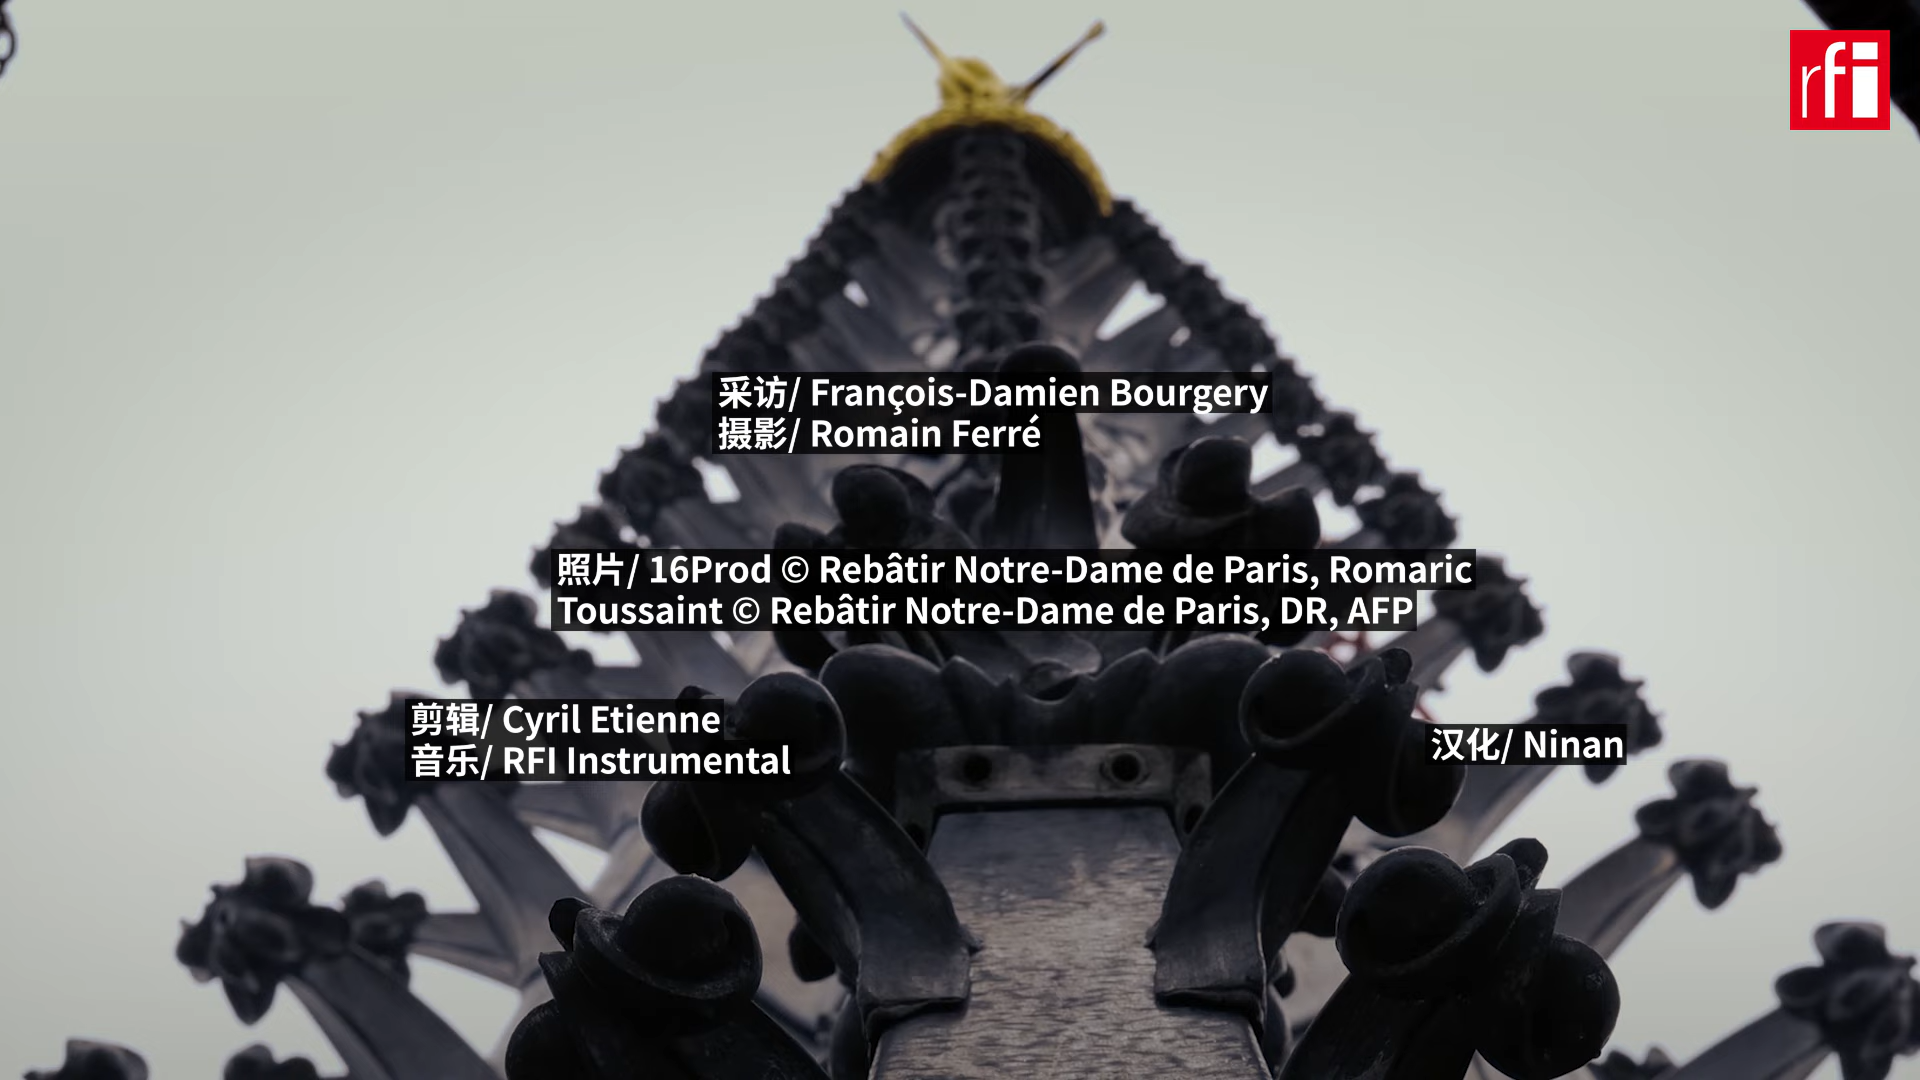 rfi
采访/ François-Damien Bourgery
摄影/ Romain Ferré
照片/ 16Prod © Rebâtir Notre-Dame de Paris, Romaric
Toussaint © Rebâtir Notre-Dame de Paris, DR, AFP
剪辑/ Cyril Etienne
音乐/ RFI Instrumental
汉化/ Ninan